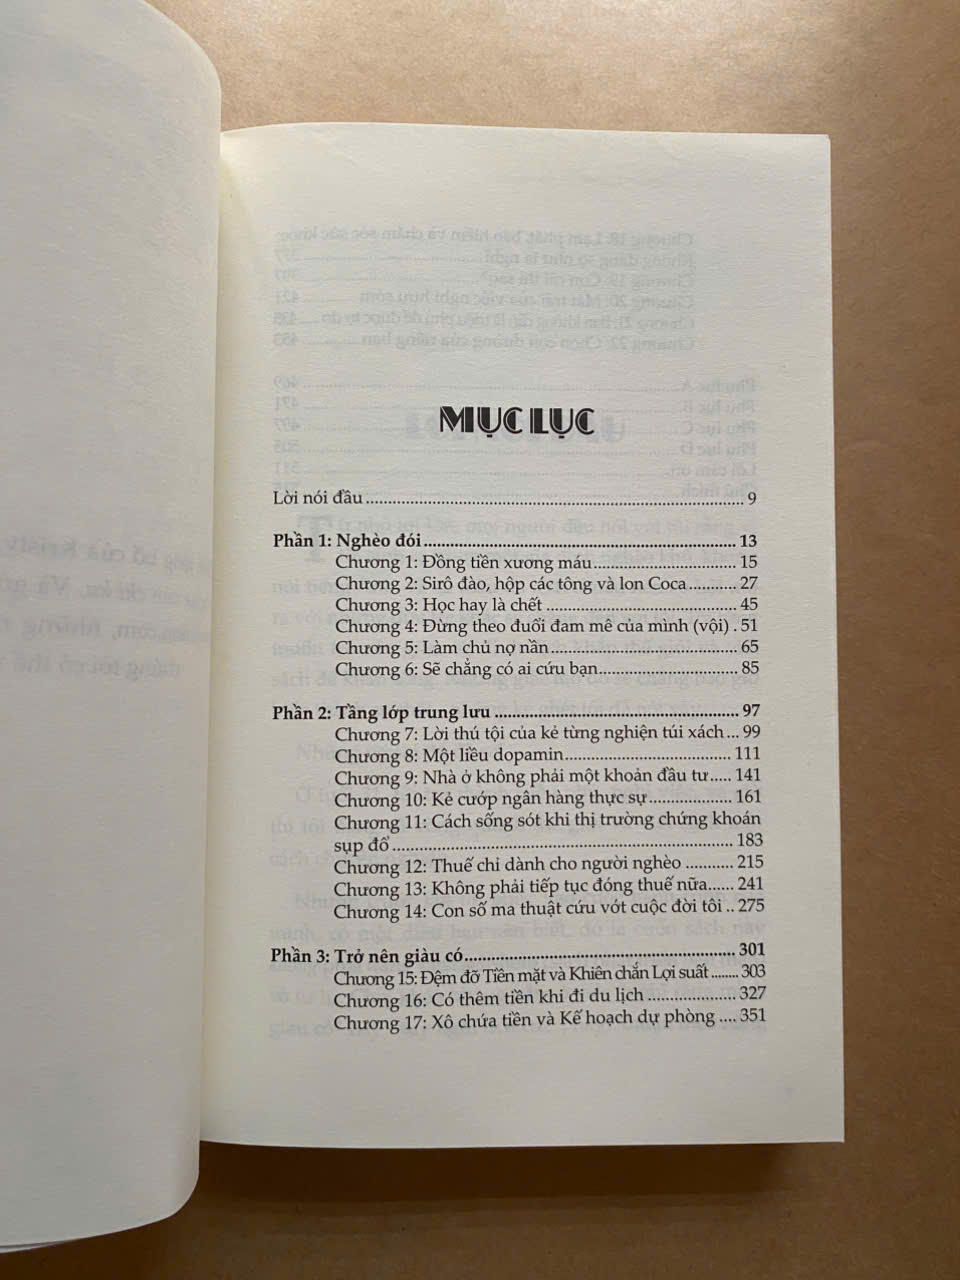 MỤC LỤC
Lời nói đầu ........ 9
Phần 1: Nghèo đói ........ 13
Chương 1: Đồng tiền xương máu ........ 15
Chương 2: Sirô đào, hộp các tông và lon Coca ........ 27
Chương 3: Học hay là chết ........ 45
Chương 4: Đừng theo đuổi đam mê của mình (vội) . 51
Chương 5: Làm chủ nợ nần ........ 65
Chương 6: Sẽ chẳng có ai cứu bạn ........ 85
Phần 2: Tầng lớp trung lưu ........ 97
Chương 7: Lời thú tội của kẻ từng nghiện túi xách ... 99
Chương 8: Một liều dopamin ........ 111
Chương 9: Nhà ở không phải một khoản đầu tư ..... 141
Chương 10: Kẻ cướp ngân hàng thực sự ........ 161
Chương 11: Cách sống sót khi thị trường chứng khoán
sụp đổ ........ 183
Chương 12: Thuế chỉ dành cho người nghèo ........ 215
Chương 13: Không phải tiếp tục đóng thuế nữa ...... 241
Chương 14: Con số ma thuật cứu vớt cuộc đời tôi .. 275
Phần 3: Trở nên giàu có ........ 301
Chương 15: Đệm đỡ Tiền mặt và Khiên chắn Lợi suất ........ 303
Chương 16: Có thêm tiền khi đi du lịch ........ 327
Chương 17: Xô chứa tiền và Kế hoạch dự phòng .... 351